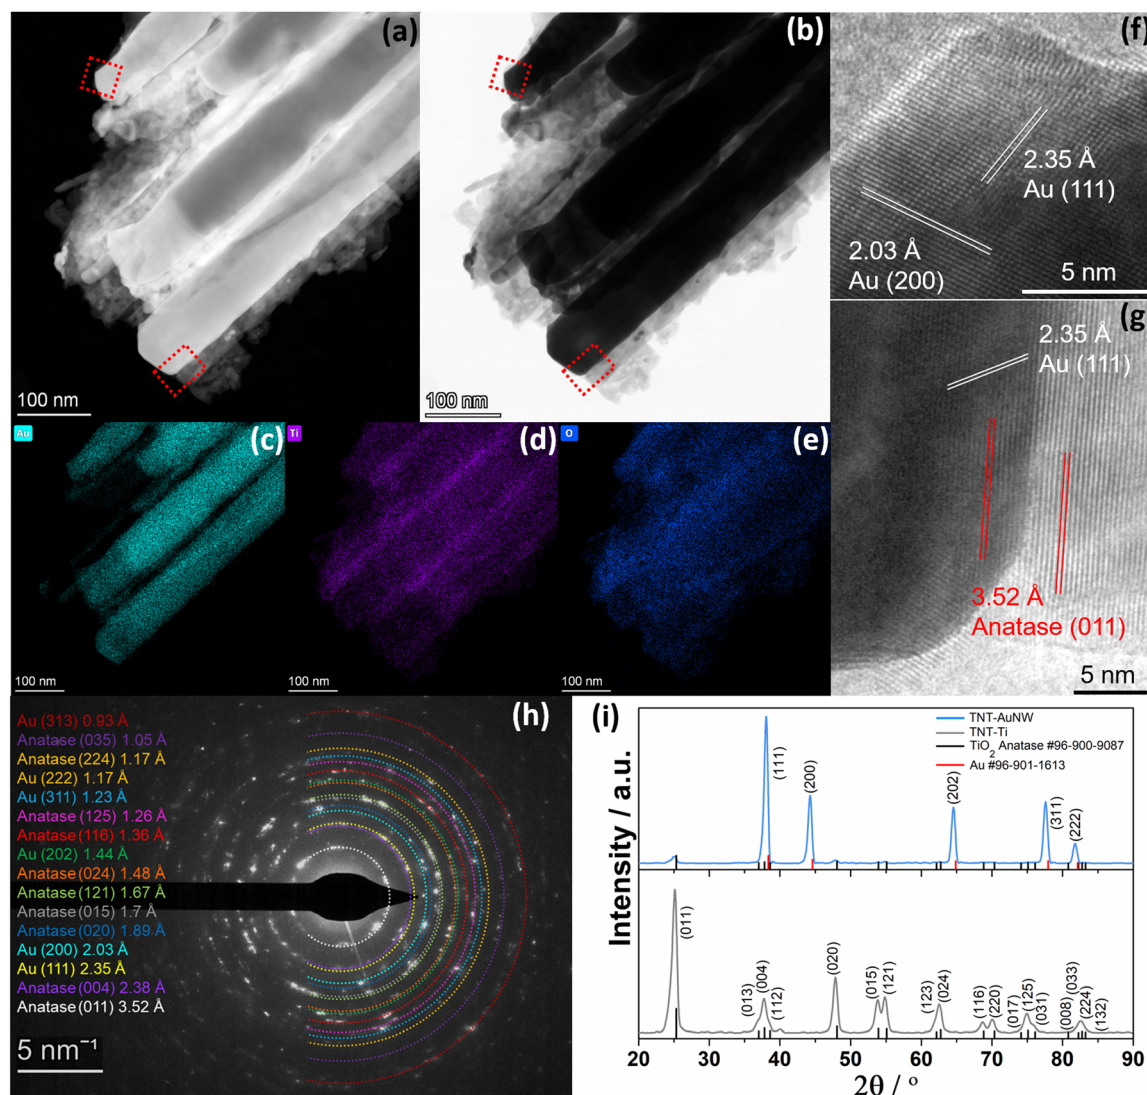 (a)
100 nm
(b)
100 nm
Au
(c)
100 nm
Ti
(d)
100 nm
O
(e)
100 nm
(f)
2.35 Å
Au (111)
2.03 Å
Au (200)
5 nm
(g)
2.35 Å
Au (111)
3.52 Å
Anatase (011)
5 nm
(h)
Au (313) 0.93 Å
Anatase (035) 1.05 Å
Anatase (224) 1.17 Å
Au (222) 1.17 Å
Au (311) 1.23 Å
Anatase (125) 1.26 Å
Anatase (116) 1.36 Å
Au (202) 1.44 Å
Anatase (024) 1.48 Å
Anatase (121) 1.67 Å
Anatase (015) 1.7 Å
Anatase (020) 1.89 Å
Au (200) 2.03 Å
Au (111) 2.35 Å
Anatase (004) 2.38 Å
Anatase (011) 3.52 Å
5 nm⁻¹
(i)
TNT-AuNW
TNT-Ti
TiO₂ Anatase #96-900-9087
Au #96-901-1613
(111)
(200)
(202)
(311)
(222)
Intensity / a.u.
(011)
(013)
(004)
(112)
(020)
(015)
(121)
(123)
(024)
(116)
(220)
(017)
(125)
(031)
(008)
(033)
(224)
(132)
20 30 40 50 60 70 80 90
2θ / °